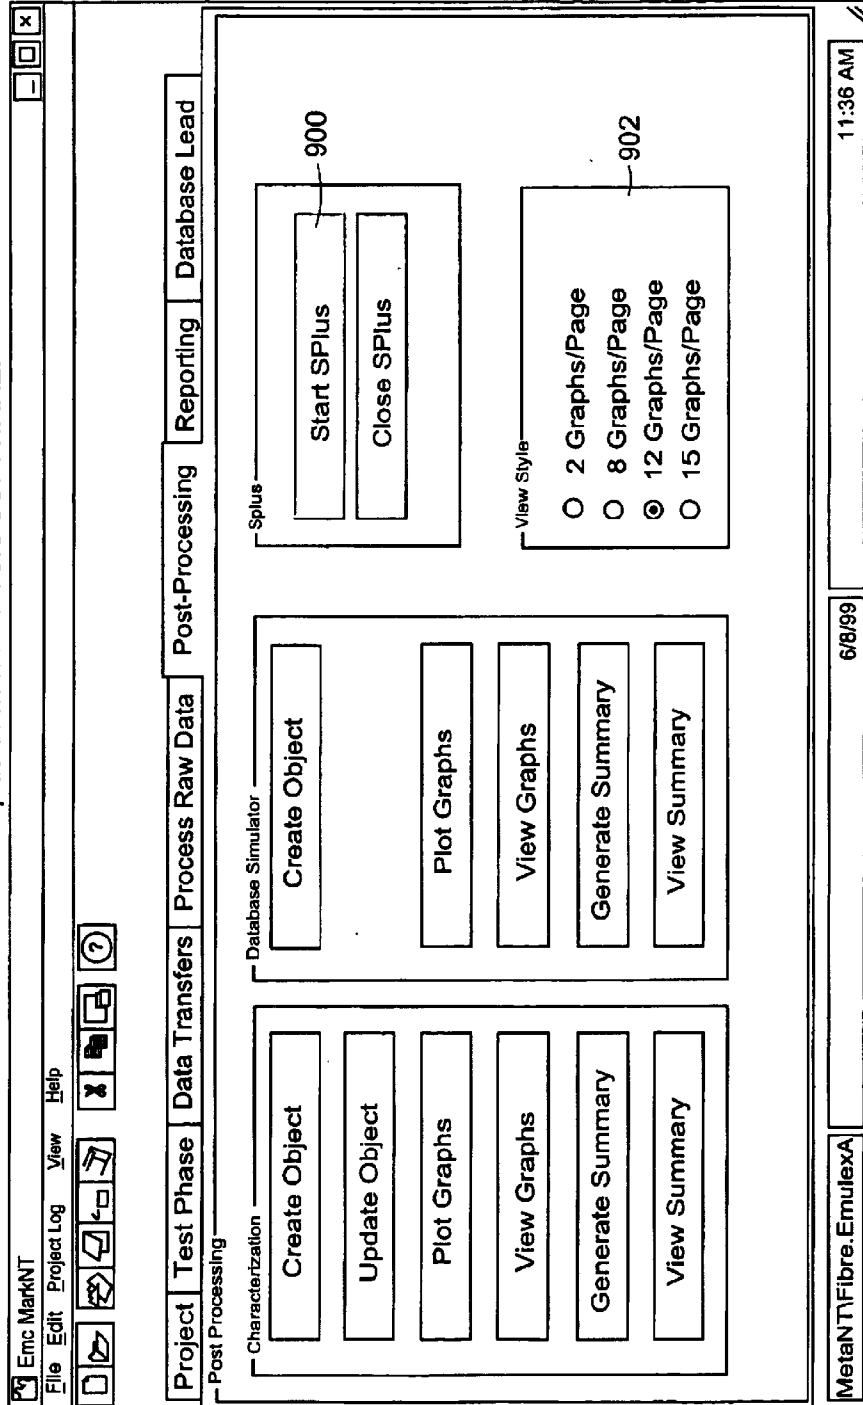 Emc MarkNT
File Edit Project Log View Help
Project Test Phase Data Transfers Process Raw Data Post-Processing Reporting Database Lead
Post Processing
Characterization
Create Object
Update Object
Plot Graphs
View Graphs
Generate Summary
View Summary
Database Simulator
Create Object
Plot Graphs
View Graphs
Generate Summary
View Summary
Splus
Start SPlus
Close SPlus
900
View Style
2 Graphs/Page
8 Graphs/Page
12 Graphs/Page
15 Graphs/Page
902
MetaNT\Fibre.EmulexA 6/8/99 11:36 AM